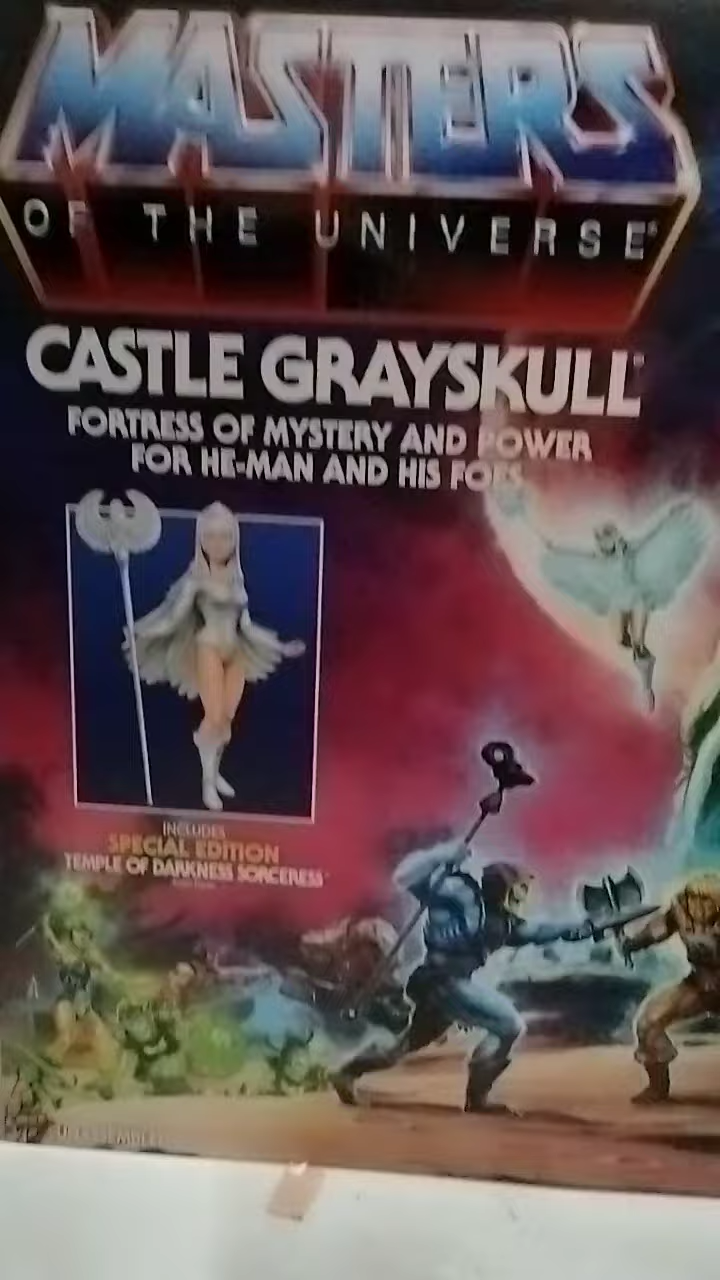 MASTERS
OF THE UNIVERSE®
CASTLE GRAYSKULL
FORTRESS OF MYSTERY AND POWER
FOR HE-MAN AND HIS FOES
INCLUDES
SPECIAL EDITION
TEMPLE OF DARKNESS SORCERESS